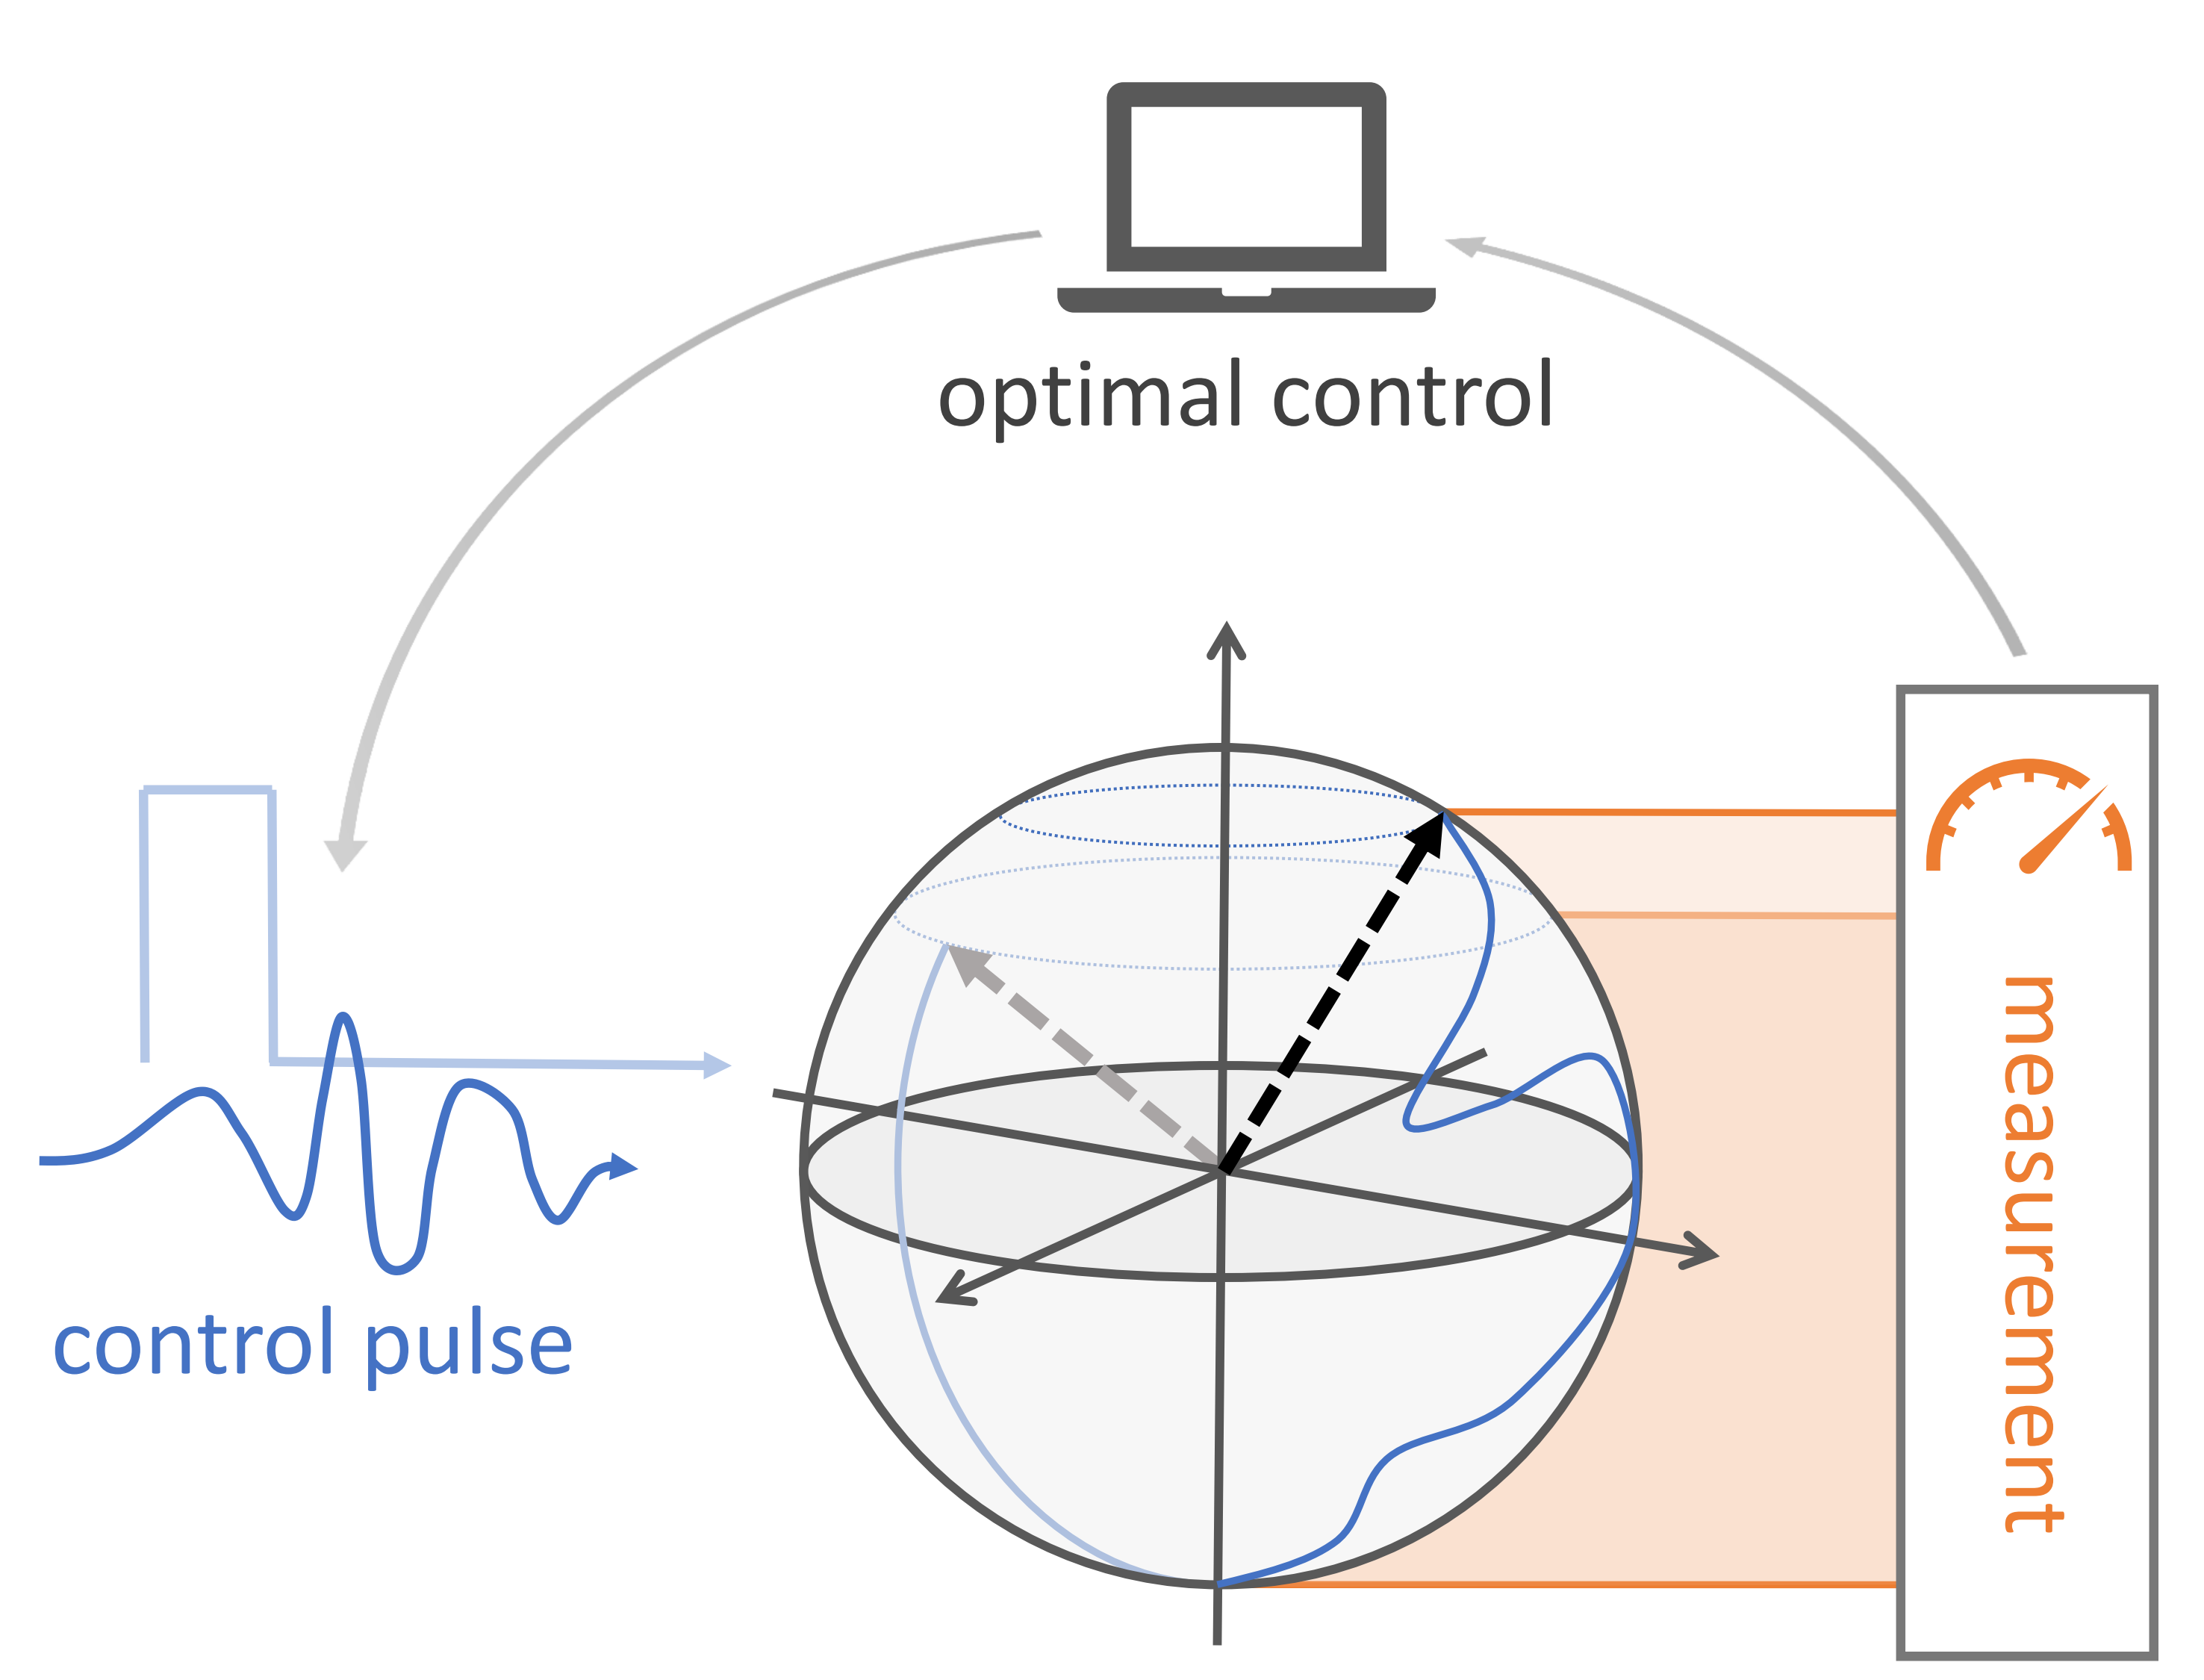 optimal control
control pulse
measurement